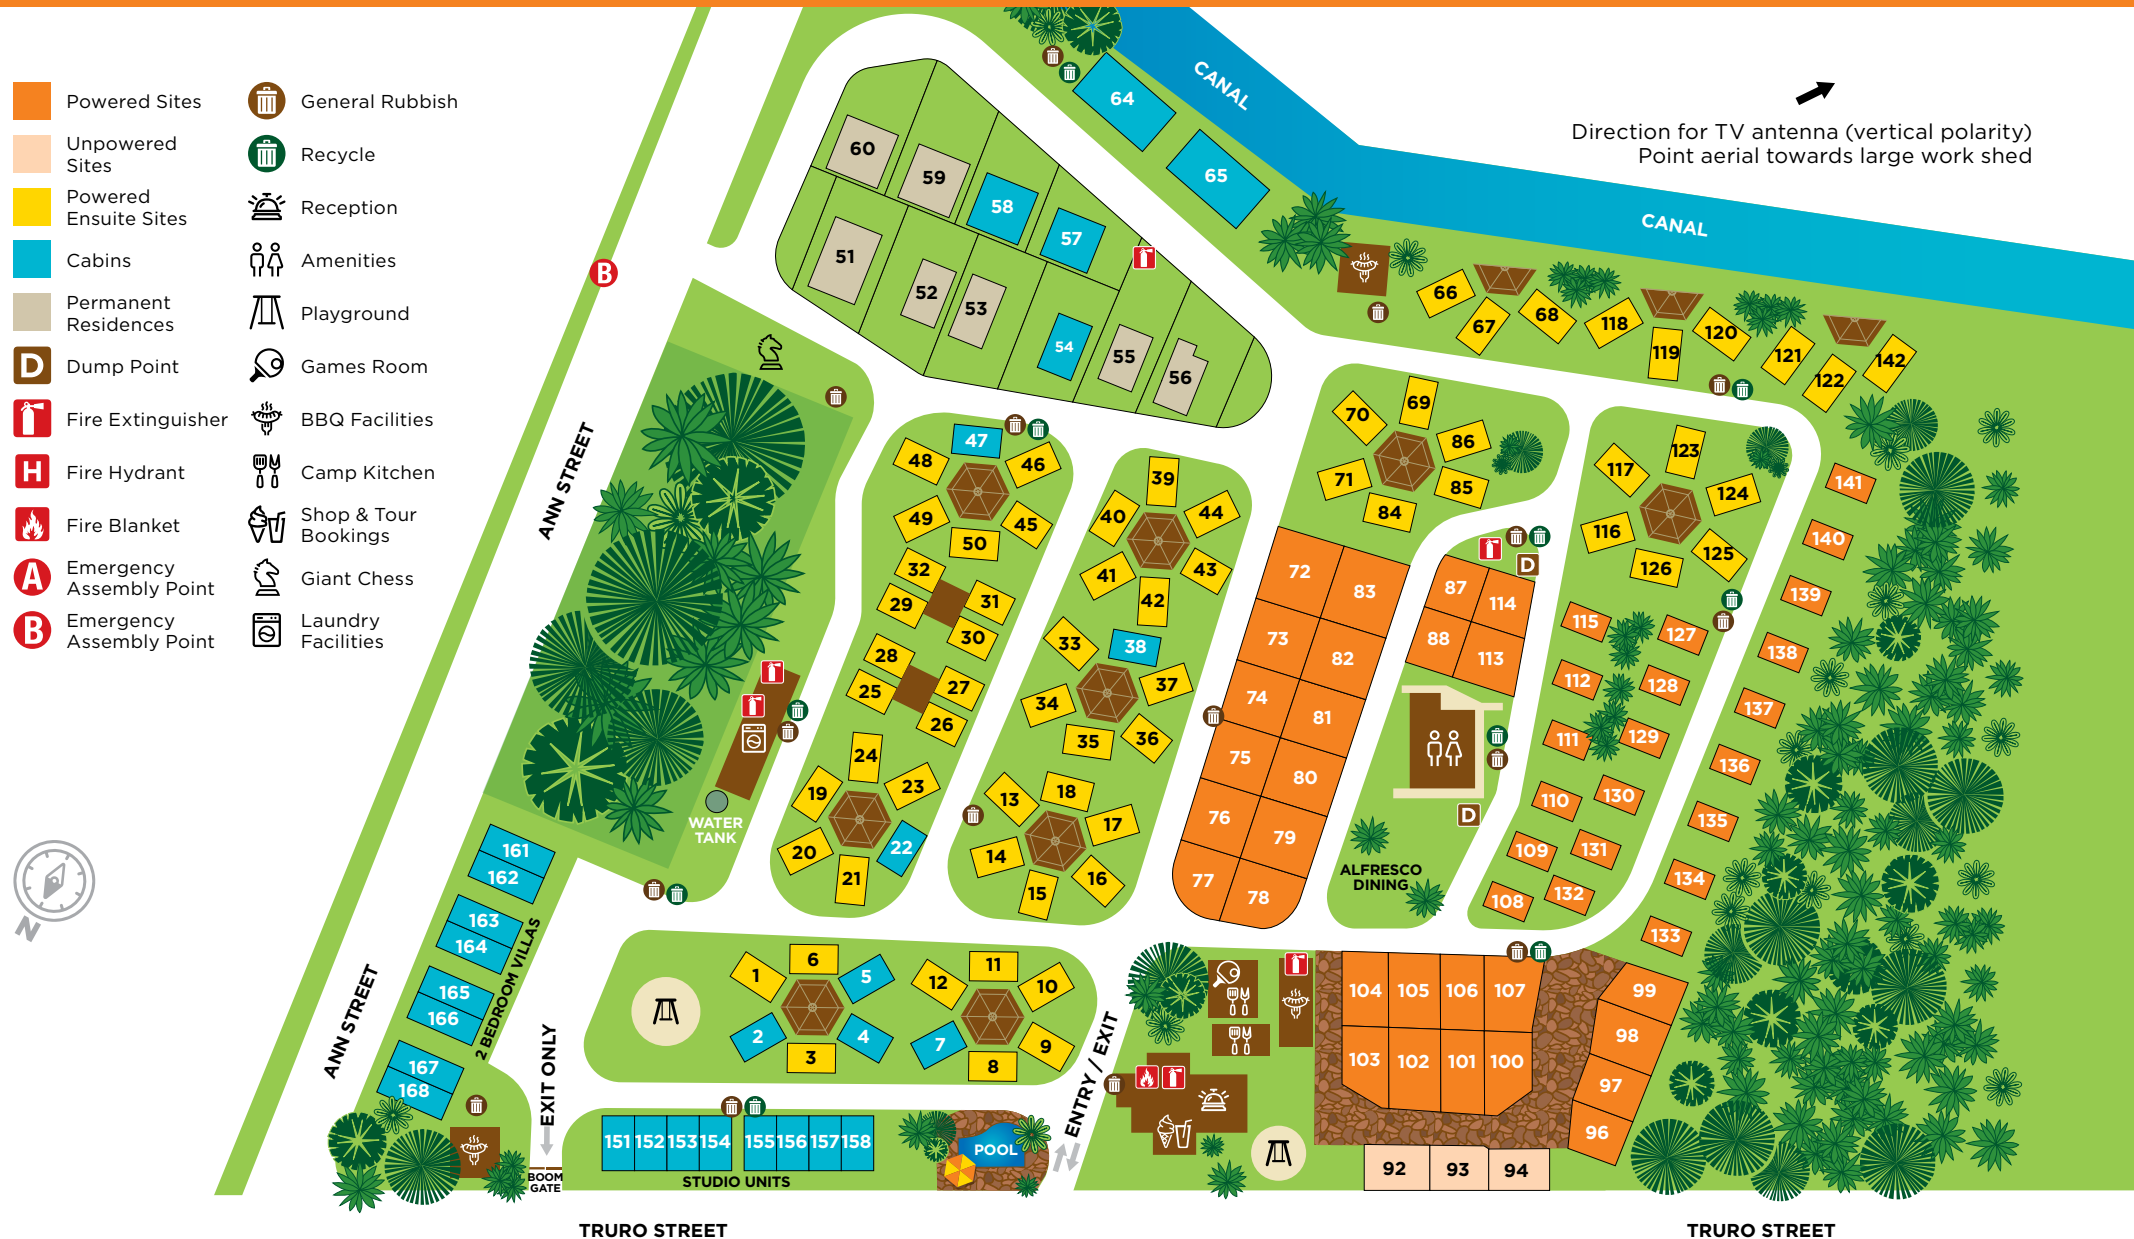 Powered Sites
Unpowered
Sites
Powered
Ensuite Sites
Cabins
Permanent
Residences
D
Dump Point
Fire Extinguisher
H
Fire Hydrant
Fire Blanket
A
Emergency
Assembly Point
B
Emergency
Assembly Point
General Rubbish
Recycle
Reception
Amenities
Playground
Games Room
BBQ Facilities
Camp Kitchen
Shop & Tour
Bookings
Giant Chess
Laundry
Facilities
Direction for TV antenna (vertical polarity)
Point aerial towards large work shed
CANAL
CANAL
64
65
60
59
58
57
51
52
53
54
55
56
B
ANN STREET
66
67
68
118
119
120
121
122
142
47
48
46
49
45
50
32
29
31
30
28
25
27
26
24
19
23
20
22
21
39
40
44
41
43
42
33
38
34
37
35
36
13
18
17
14
16
15
70
69
86
71
85
84
72
83
73
82
74
81
75
80
76
79
77
78
87
114
88
113
D
D
ALFRESCO
DINING
117
123
124
116
125
126
115
127
112
128
111
129
110
130
109
131
108
132
141
140
139
138
137
136
135
134
133
WATER
TANK
N
161
162
163
164
165
166
167
168
2 BEDROOM VILLAS
ANN STREET
EXIT ONLY
BOOM
GATE
1
6
5
2
4
3
12
11
10
7
9
8
151
152
153
154
155
156
157
158
STUDIO UNITS
POOL
ENTRY / EXIT
104
105
106
107
103
102
101
100
99
98
97
96
92
93
94
TRURO STREET
TRURO STREET